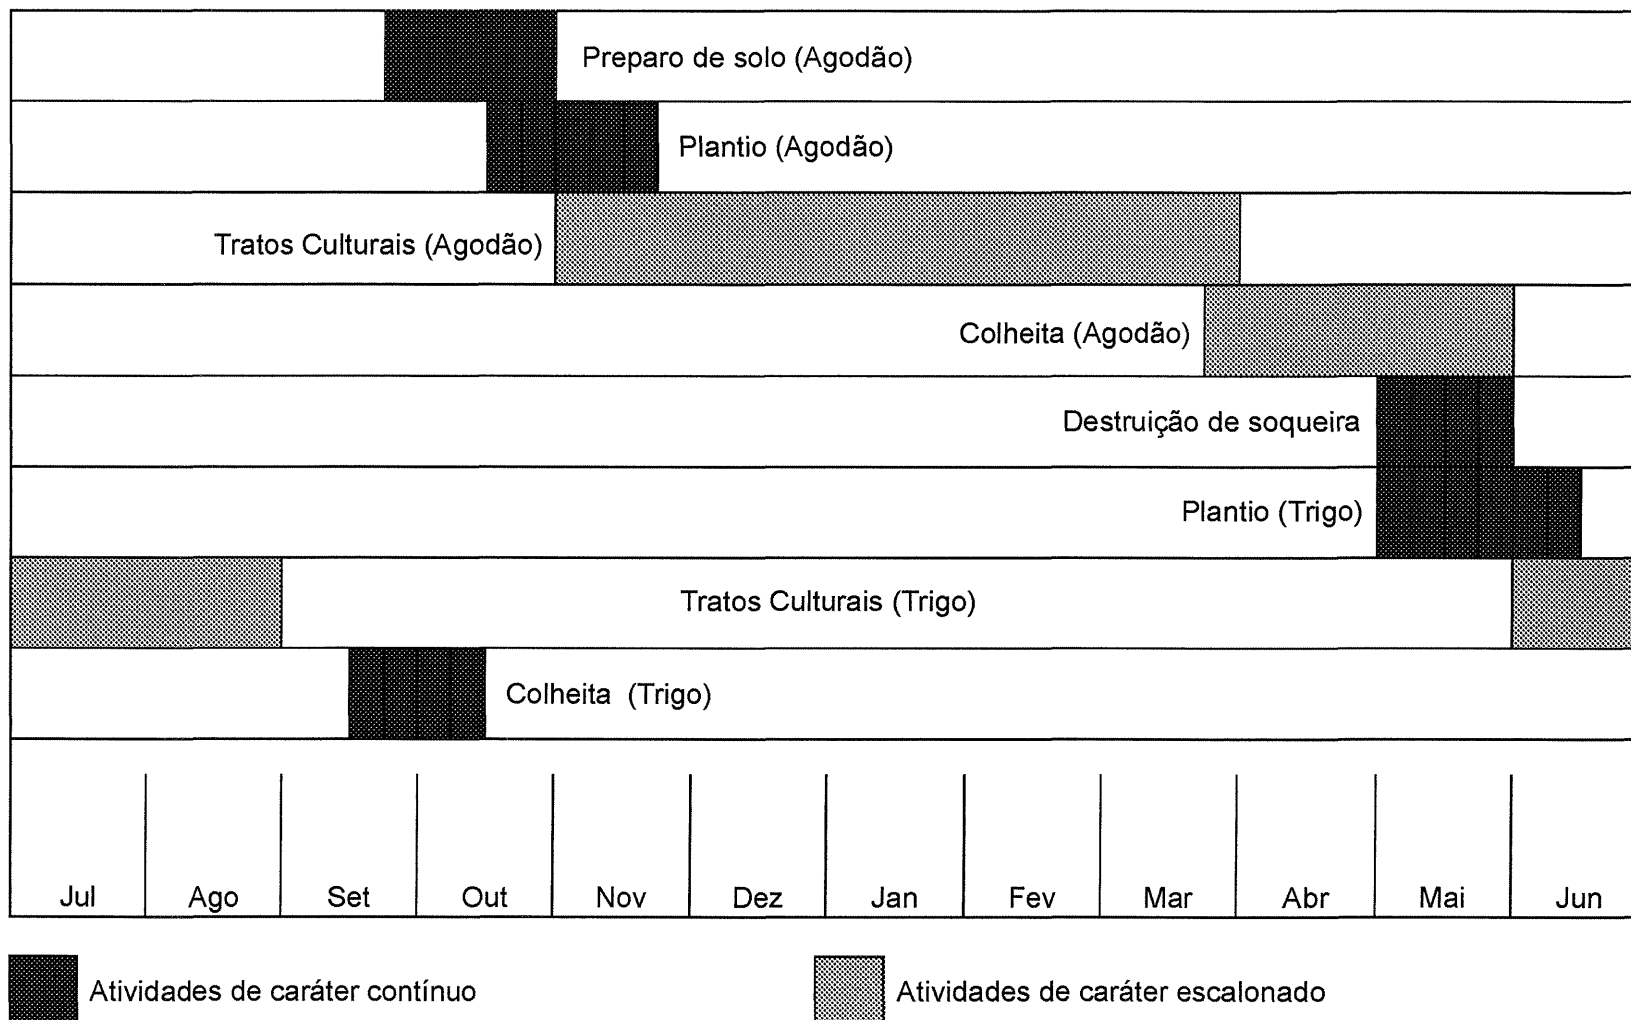 Preparo de solo (Agodão)
Plantio (Agodão)
Tratos Culturais (Agodão)
Colheita (Agodão)
Destruição de soqueira
Plantio (Trigo)
Tratos Culturais (Trigo)
Colheita (Trigo)
Jul Ago Set Out Nov Dez Jan Fev Mar Abr Mai Jun
Atividades de caráter contínuo Atividades de caráter escalonado